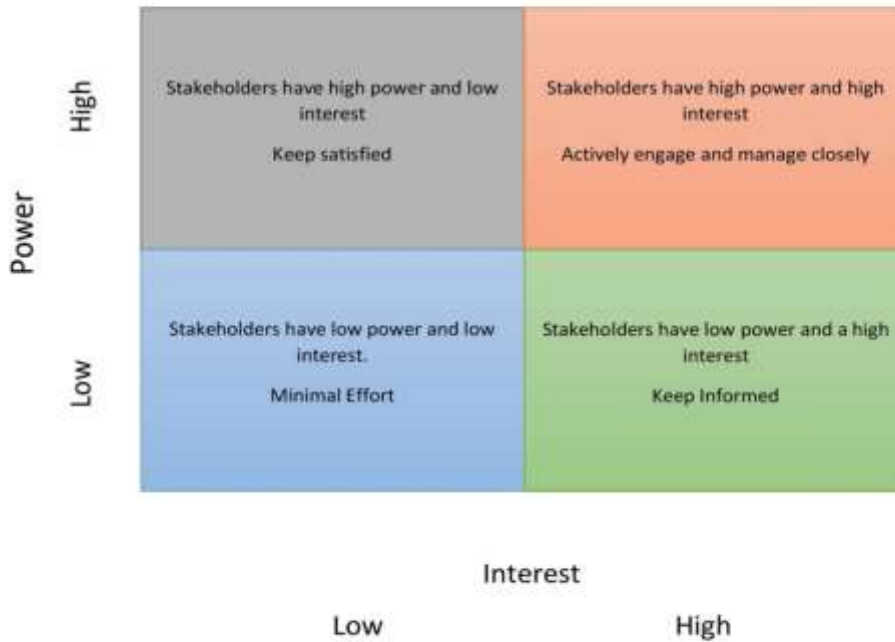 Power
High
Stakeholders have high power and low
interest
Keep satisfied
Stakeholders have high power and high
interest
Actively engage and manage closely
Low
Stakeholders have low power and low
interest.
Minimal Effort
Stakeholders have low power and a high
interest
Keep Informed
Interest
Low
High